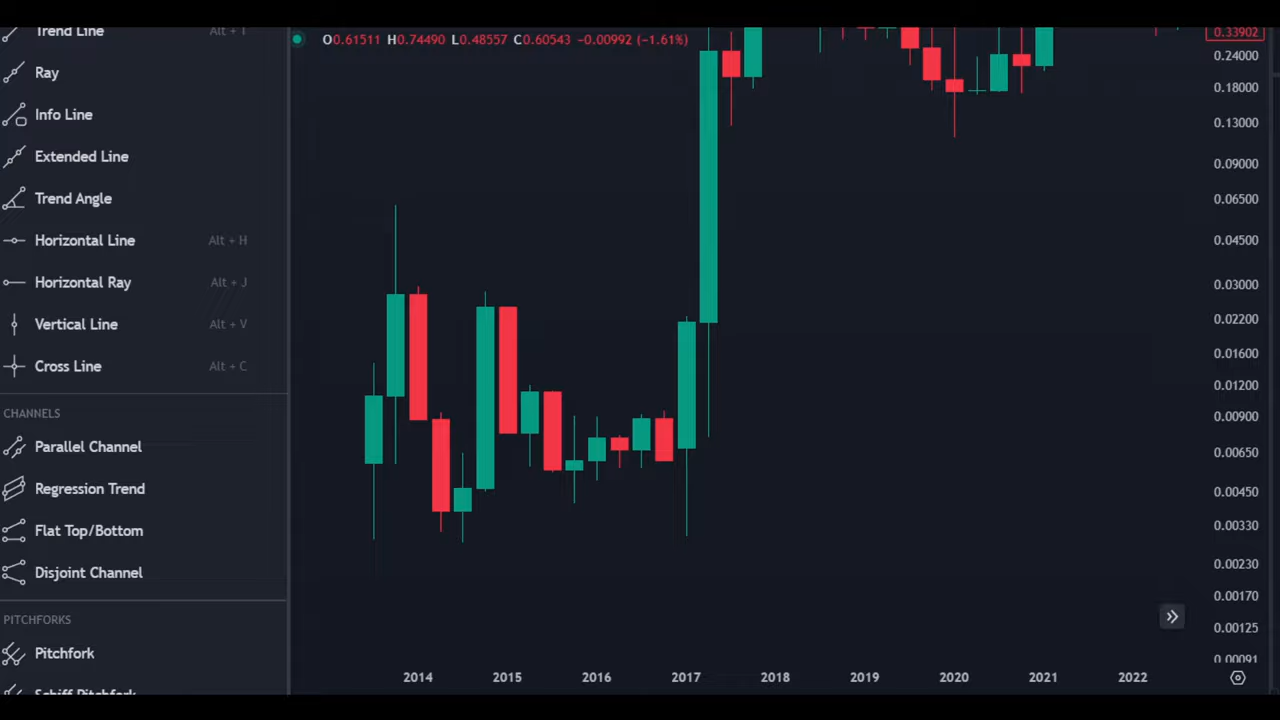 Trend Line Alt + T
O0.61511 H0.74490 L0.48557 C0.60543 −0.00992 (−1.61%)
0.33902
0.24000
Ray
0.18000
Info Line
0.13000
Extended Line
0.09000
Trend Angle
0.06500
Horizontal Line Alt + H
0.04500
Horizontal Ray Alt + J
0.03000
Vertical Line Alt + V
0.02200
0.01600
Cross Line Alt + C
0.01200
CHANNELS
0.00900
Parallel Channel
0.00650
Regression Trend
0.00450
Flat Top/Bottom
0.00330
Disjoint Channel
0.00230
0.00170
PITCHFORKS
0.00125
Pitchfork
0.00091
2014 2015 2016 2017 2018 2019 2020 2021 2022
Schiff Pitchfork